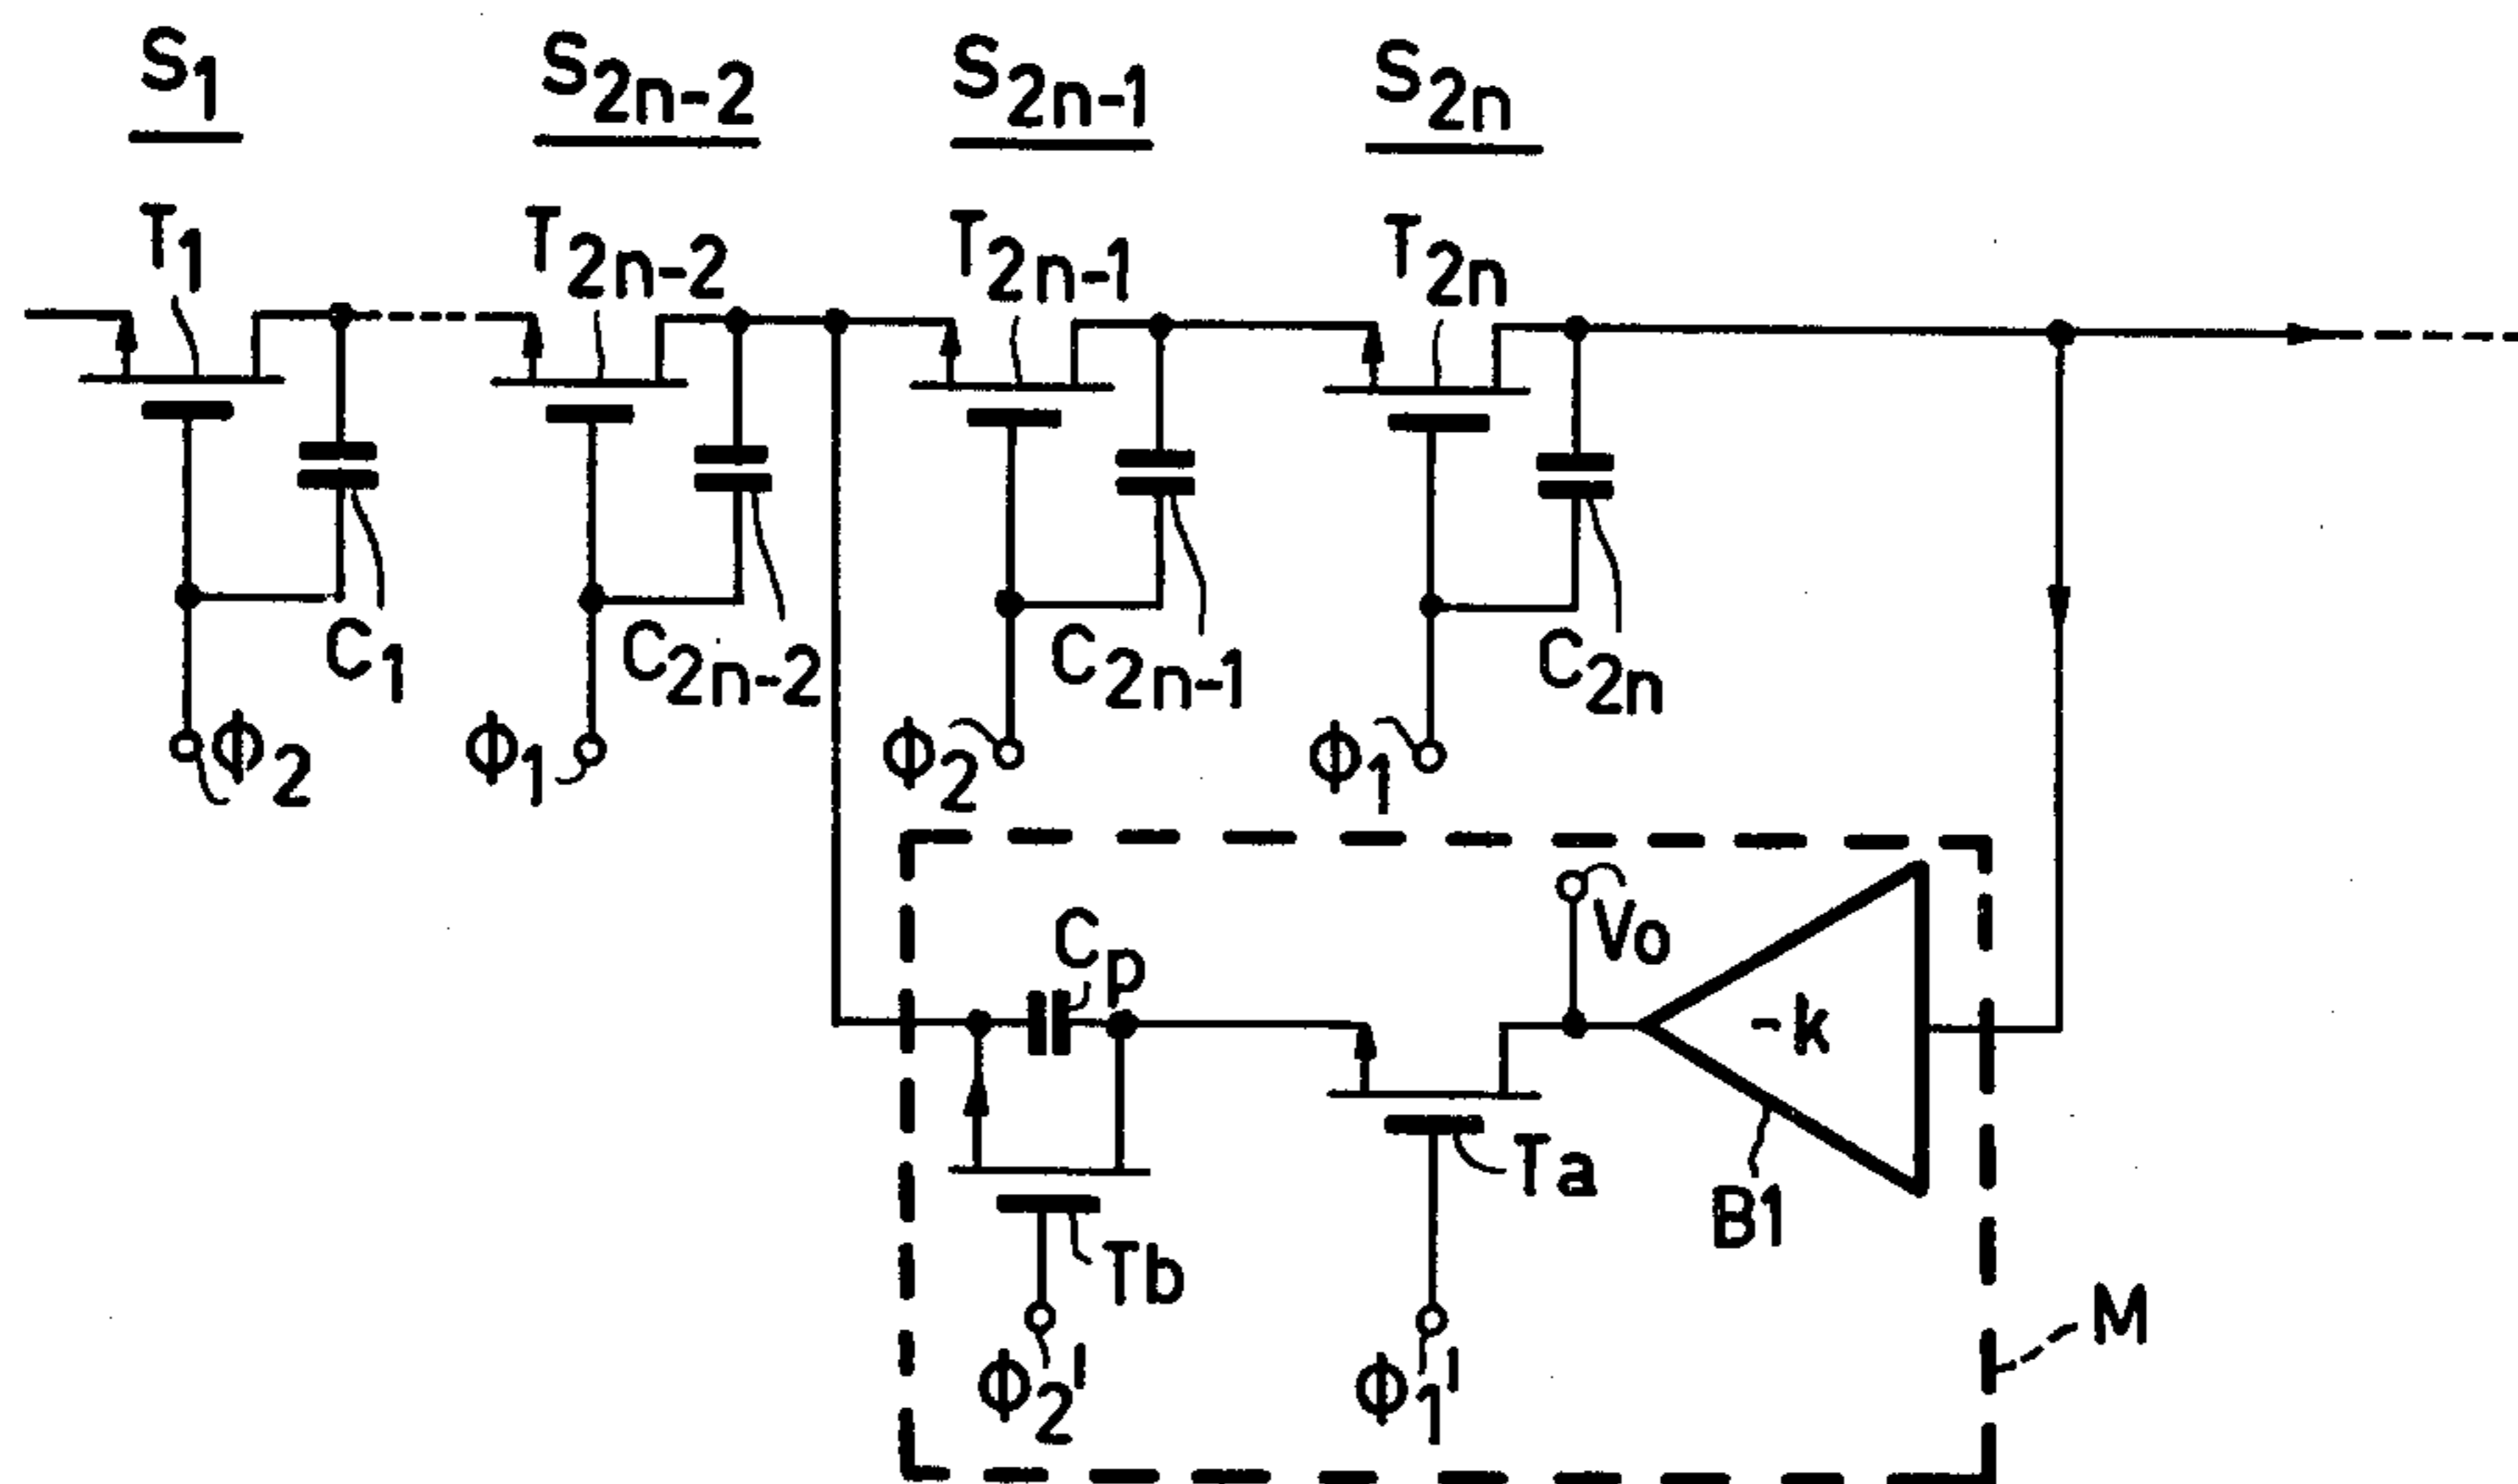 S1 S2n-2 S2n-1 S2n
T1 T2n-2 T2n-1 T2n
C1 C2n-2 C2n-1 C2n
Φ2 Φ1 Φ2 Φ1
Cp Vo
-k
Ta
B1
Tb
M
Φ2' Φ1'